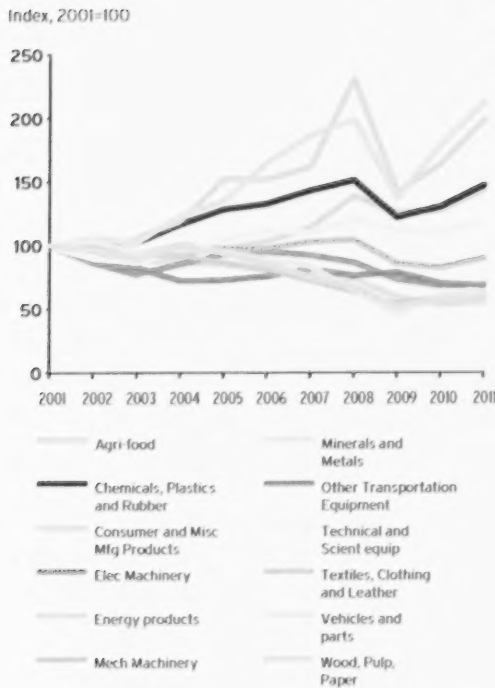 Index, 2001=100
250
200
150
100
50
0
2001 2002 2003 2004 2005 2006 2007 2008 2009 2010 2011
Agri-food
Chemicals, Plastics
and Rubber
Consumer and Misc
Mfg Products
Elec Machinery
Energy products
Mech Machinery
Minerals and
Metals
Other Transportation
Equipment
Technical and
Scient equip
Textiles, Clothing
and Leather
Vehicles and
parts
Wood, Pulp,
Paper